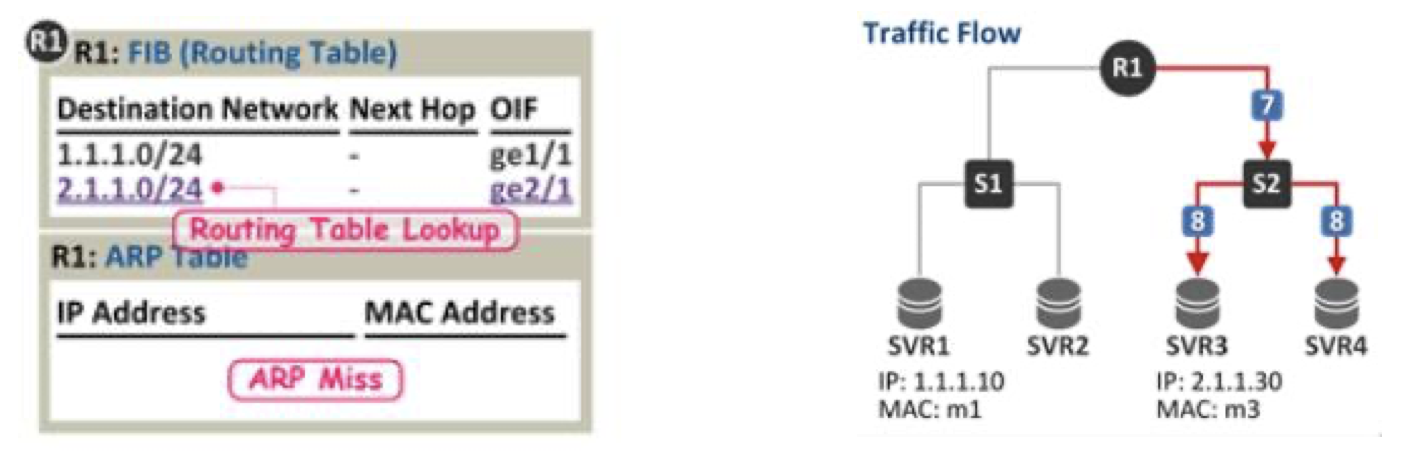 R1
R1: FIB (Routing Table)
Destination Network Next Hop OIF
1.1.1.0/24 - ge1/1
2.1.1.0/24 - ge2/1
Routing Table Lookup
R1: ARP Table
IP Address MAC Address
ARP Miss
Traffic Flow
R1
7
S1
S2
8
8
SVR1
SVR2
SVR3
SVR4
IP: 1.1.1.10
MAC: m1
IP: 2.1.1.30
MAC: m3